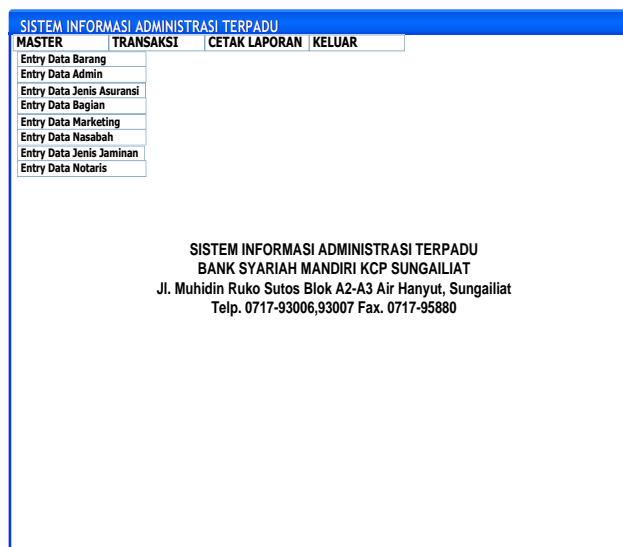 SISTEM INFORMASI ADMINISTRASI TERPADU
MASTER TRANSAKSI CETAK LAPORAN KELUAR
Entry Data Barang
Entry Data Admin
Entry Data Jenis Asuransi
Entry Data Bagian
Entry Data Marketing
Entry Data Nasabah
Entry Data Jenis Jaminan
Entry Data Notaris
SISTEM INFORMASI ADMINISTRASI TERPADU
BANK SYARIAH MANDIRI KCP SUNGAILIAT
Jl. Muhidin Ruko Sutos Blok A2-A3 Air Hanyut, Sungailiat
Telp. 0717-93006,93007 Fax. 0717-95880